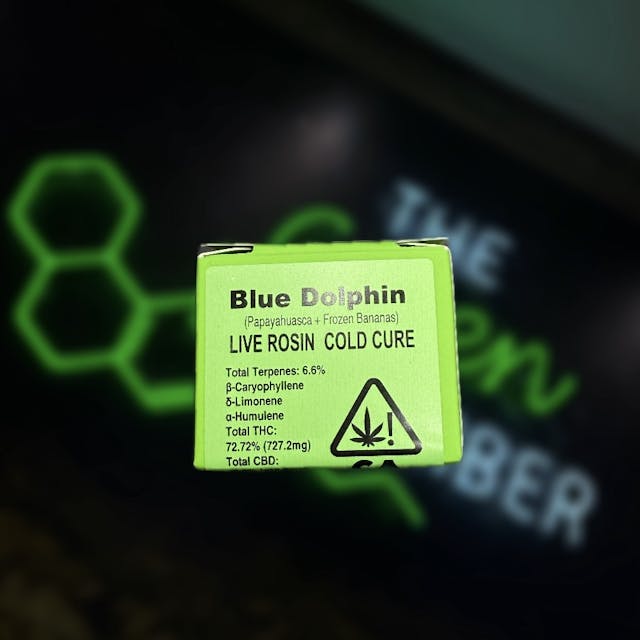 Blue Dolphin
(Papayahuasca + Frozen Bananas)
LIVE ROSIN COLD CURE
Total Terpenes: 6.6%
β-Caryophyllene
δ-Limonene
α-Humulene
Total THC:
72.72% (727.2mg)
Total CBD:
!
CA
THE